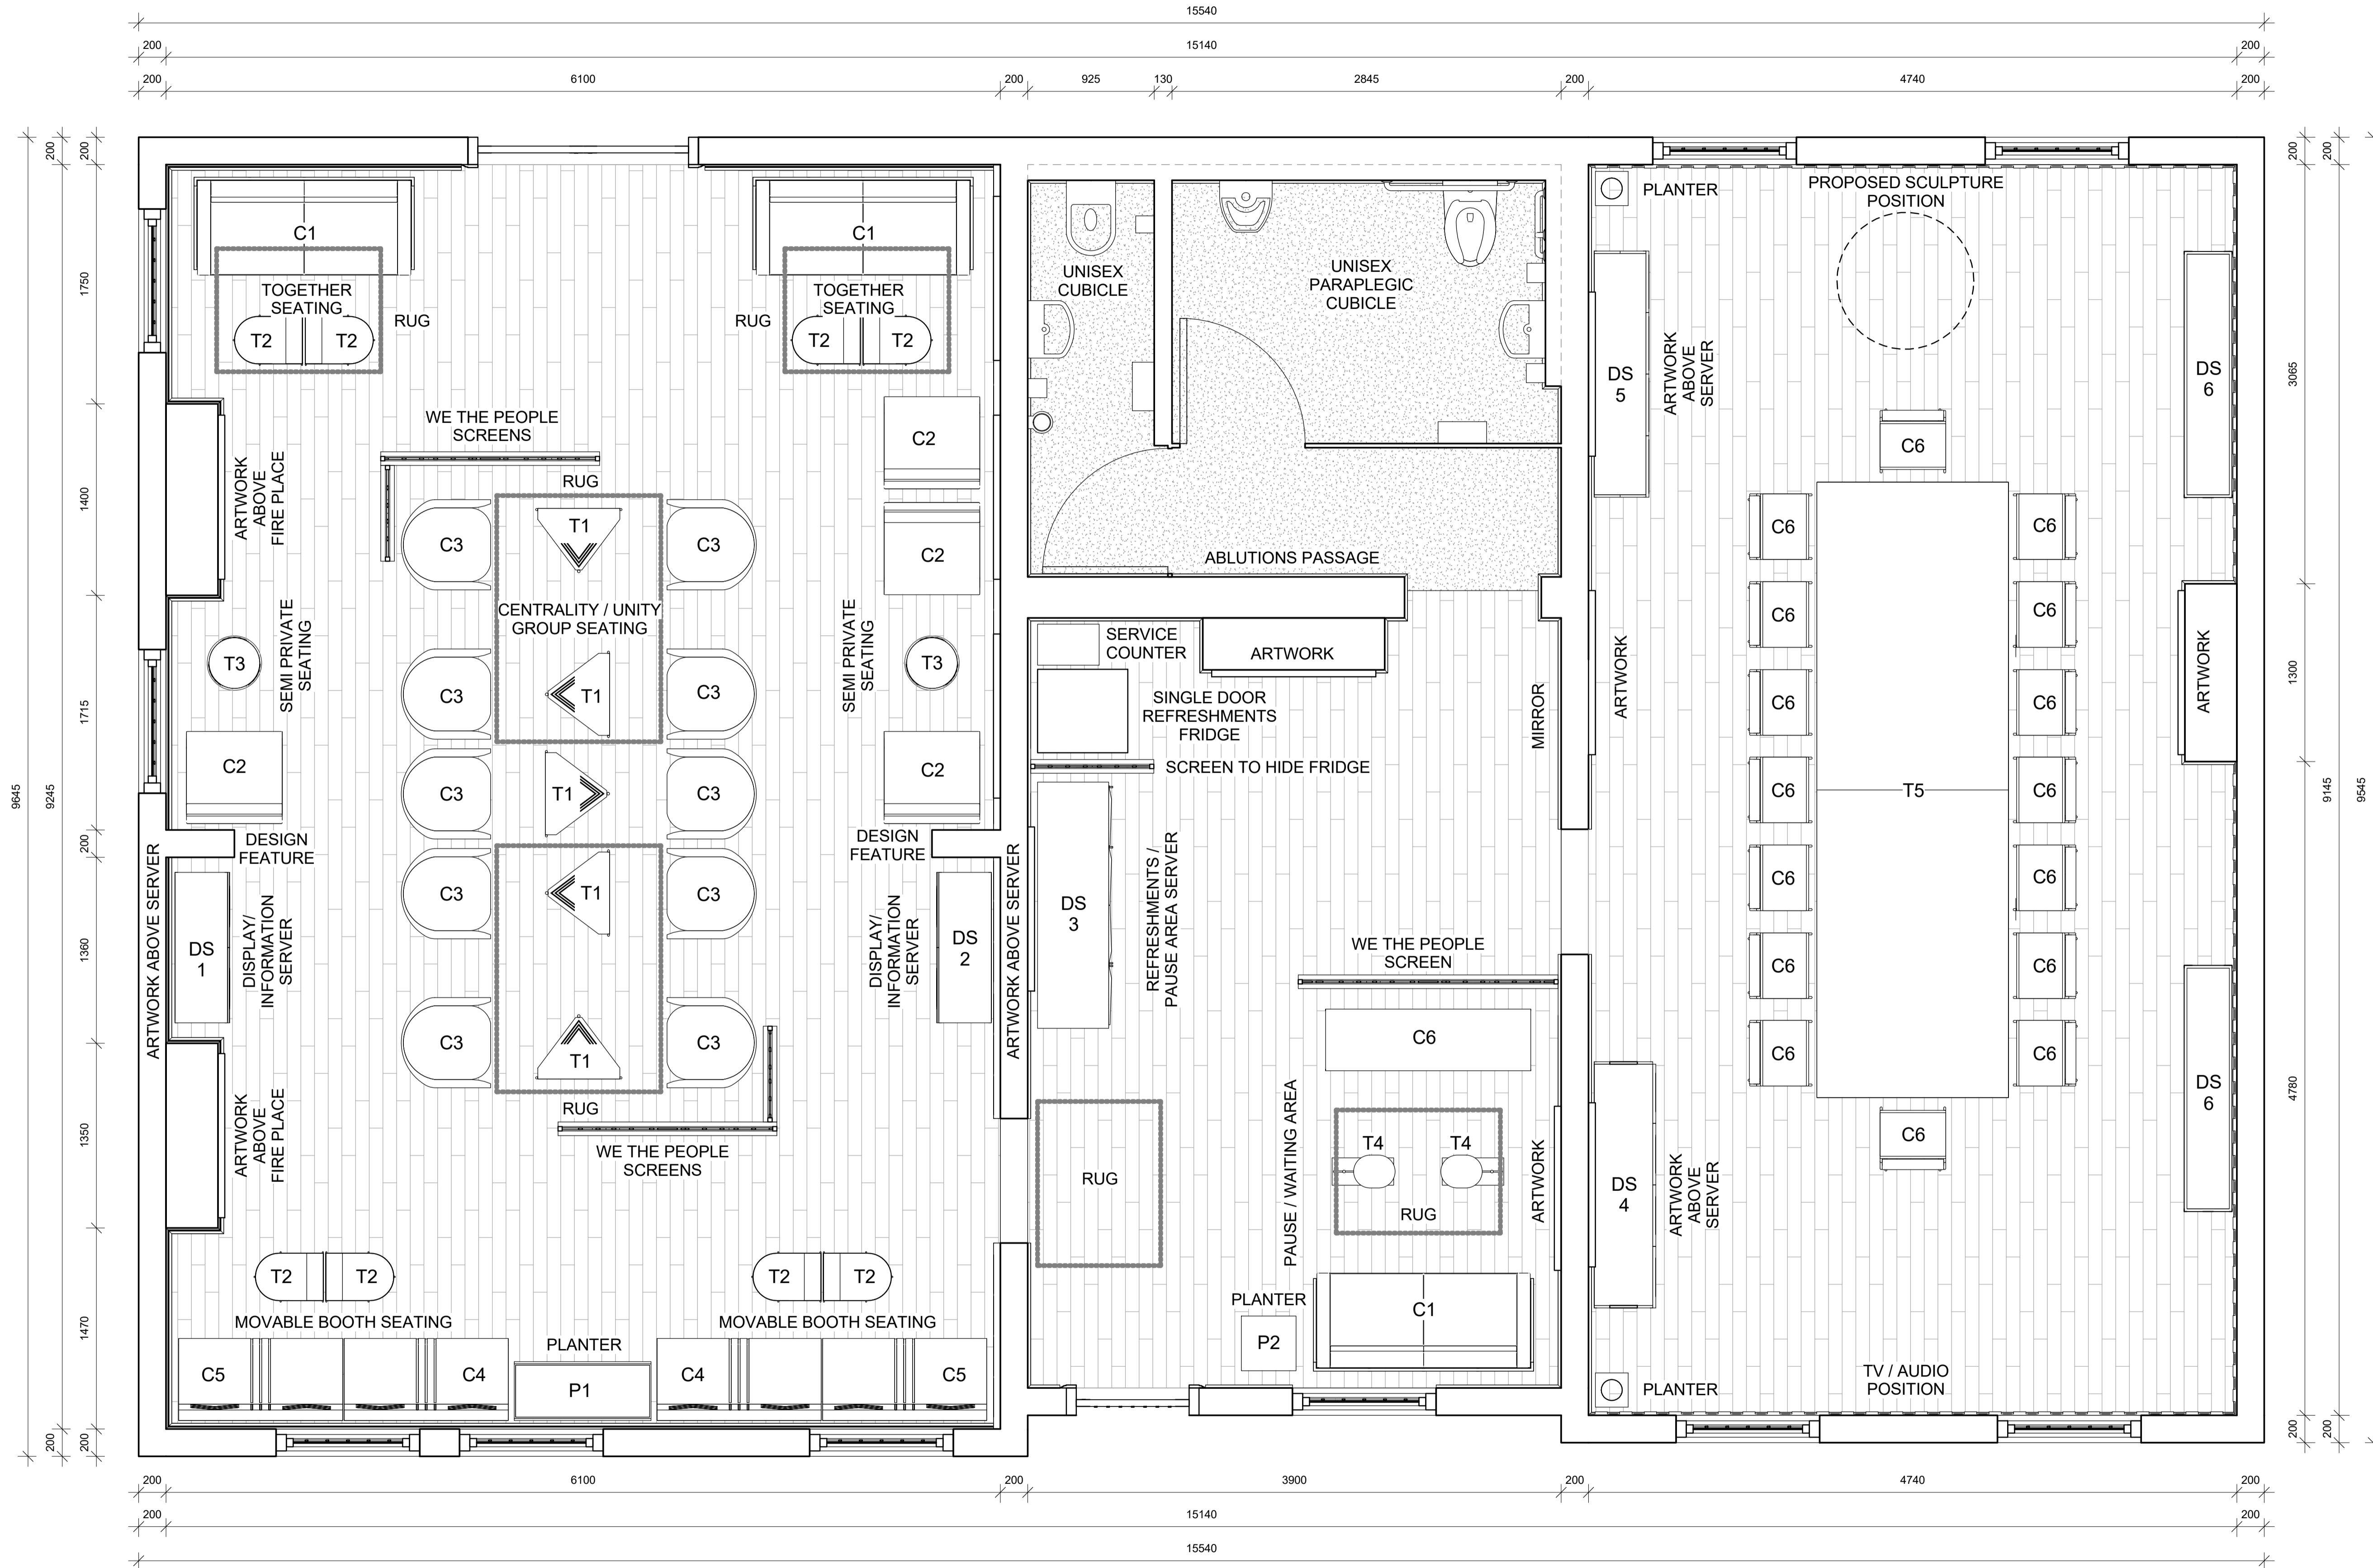 15540
200
15140
200
200
6100
200
925
130
2845
200
4740
200
9645
200
9245
200
200
1750
1400
1715
200
1360
1350
1470
200
C1
TOGETHER
SEATING
T2
T2
RUG
C1
TOGETHER
SEATING
T2
T2
RUG
WE THE PEOPLE
SCREENS
RUG
ARTWORK
ABOVE
FIRE PLACE
C2
C2
C3
T1
C3
CENTRALITY / UNITY
GROUP SEATING
SEMI PRIVATE
SEATING
SEMI PRIVATE
SEATING
T3
T3
C3
T1
C3
C2
C2
C3
T1
C3
DESIGN
FEATURE
DESIGN
FEATURE
ARTWORK ABOVE SERVER
DS
1
DISPLAY/
INFORMATION
SERVER
C3
T1
C3
DISPLAY/
INFORMATION
SERVER
DS
2
ARTWORK ABOVE SERVER
C3
T1
C3
RUG
WE THE PEOPLE
SCREENS
ARTWORK
ABOVE
FIRE PLACE
T2
T2
T2
T2
MOVABLE BOOTH SEATING
MOVABLE BOOTH SEATING
PLANTER
C5
C4
P1
C4
C5
UNISEX
CUBICLE
UNISEX
PARAPLEGIC
CUBICLE
ABLUTIONS PASSAGE
SERVICE
COUNTER
ARTWORK
SINGLE DOOR
REFRESHMENTS
FRIDGE
MIRROR
SCREEN TO HIDE FRIDGE
DS
3
REFRESHMENTS /
PAUSE AREA SERVER
WE THE PEOPLE
SCREEN
C6
PAUSE / WAITING AREA
T4
T4
RUG
RUG
ARTWORK
PLANTER
P2
C1
PLANTER
PROPOSED SCULPTURE
POSITION
DS
5
ARTWORK
ABOVE
SERVER
DS
6
C6
C6
C6
C6
C6
C6
C6
C6
T5
C6
C6
C6
C6
C6
C6
C6
C6
ARTWORK
ARTWORK
DS
6
DS
4
ARTWORK
ABOVE
SERVER
TV / AUDIO
POSITION
PLANTER
200
3065
1300
4780
200
200
9145
200
9545
200
6100
200
3900
200
4740
200
200
15140
200
15540